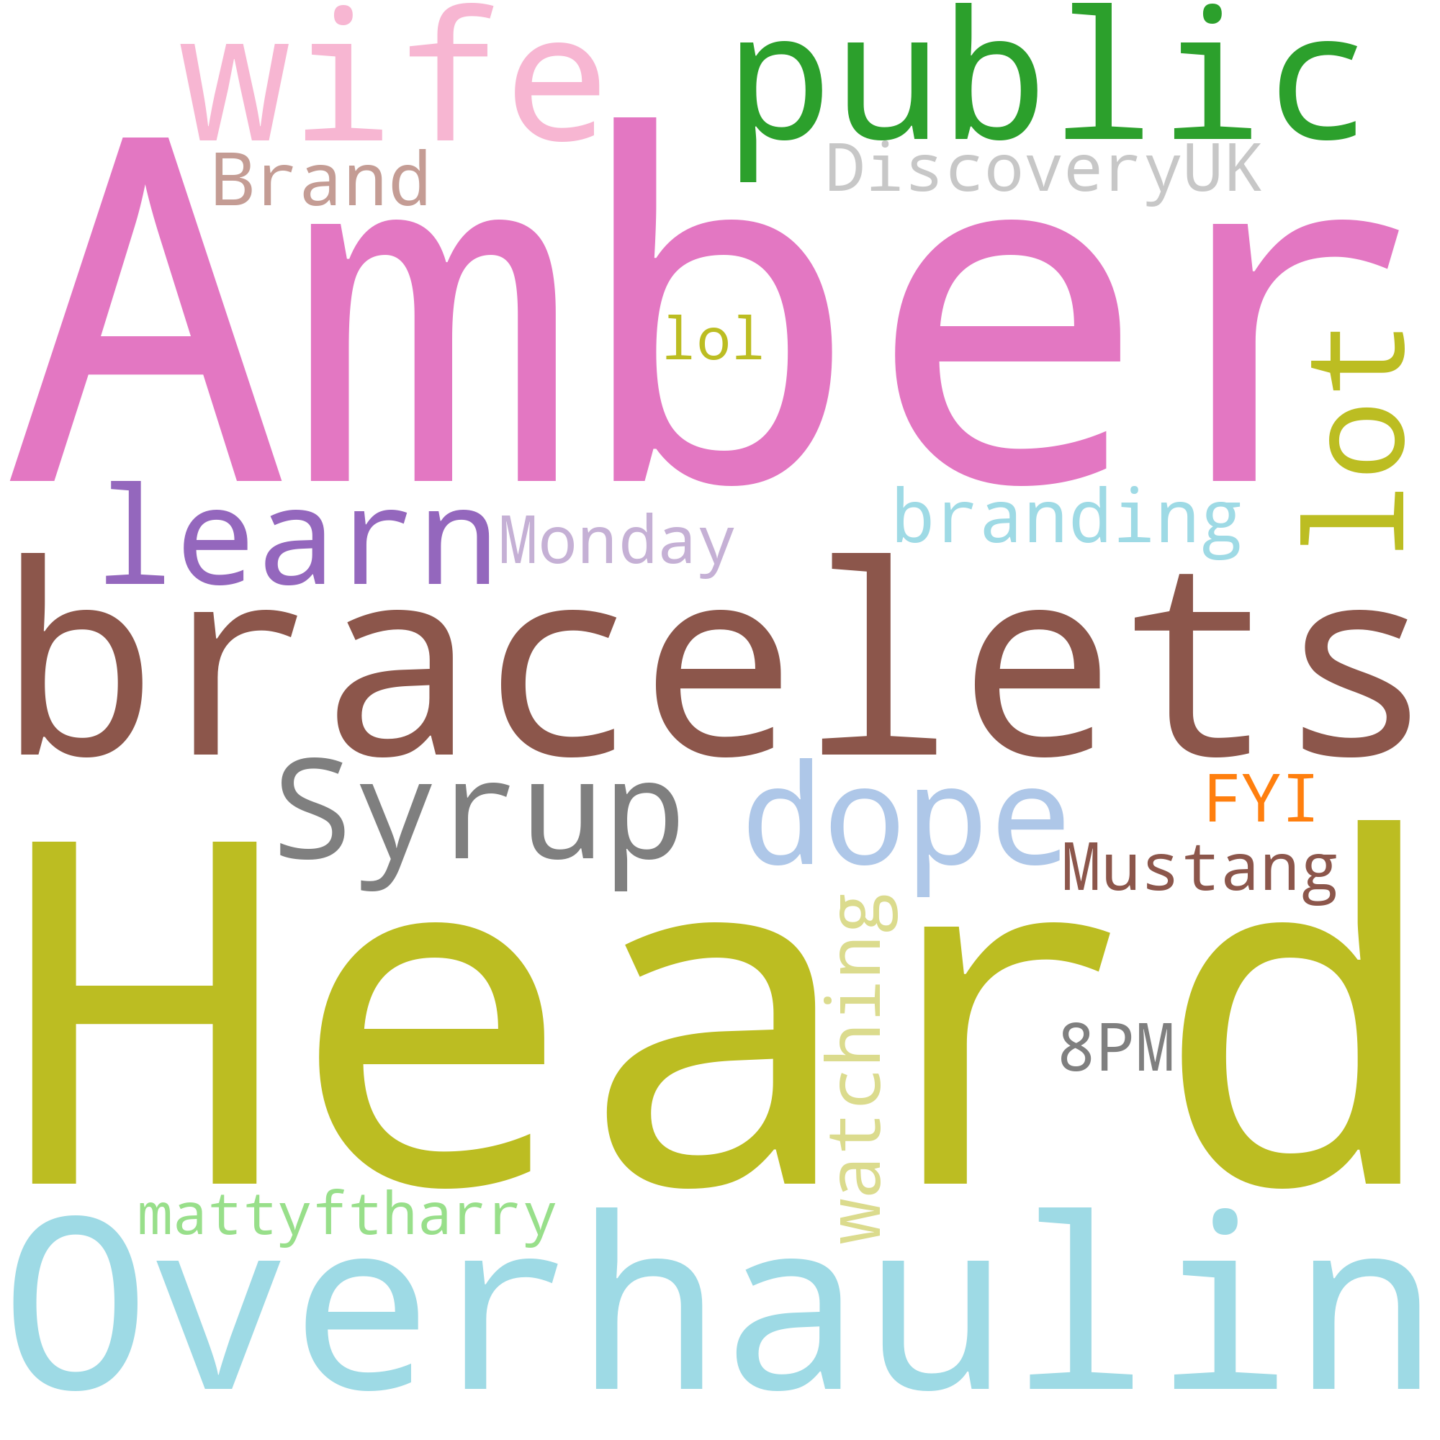 wife public
Brand DiscoveryUK
Amber
lol
lot
learn Monday branding
bracelets
Syrup dope FYI
Mustang
Heard
watching
8PM
mattyftharry
Overhaulin